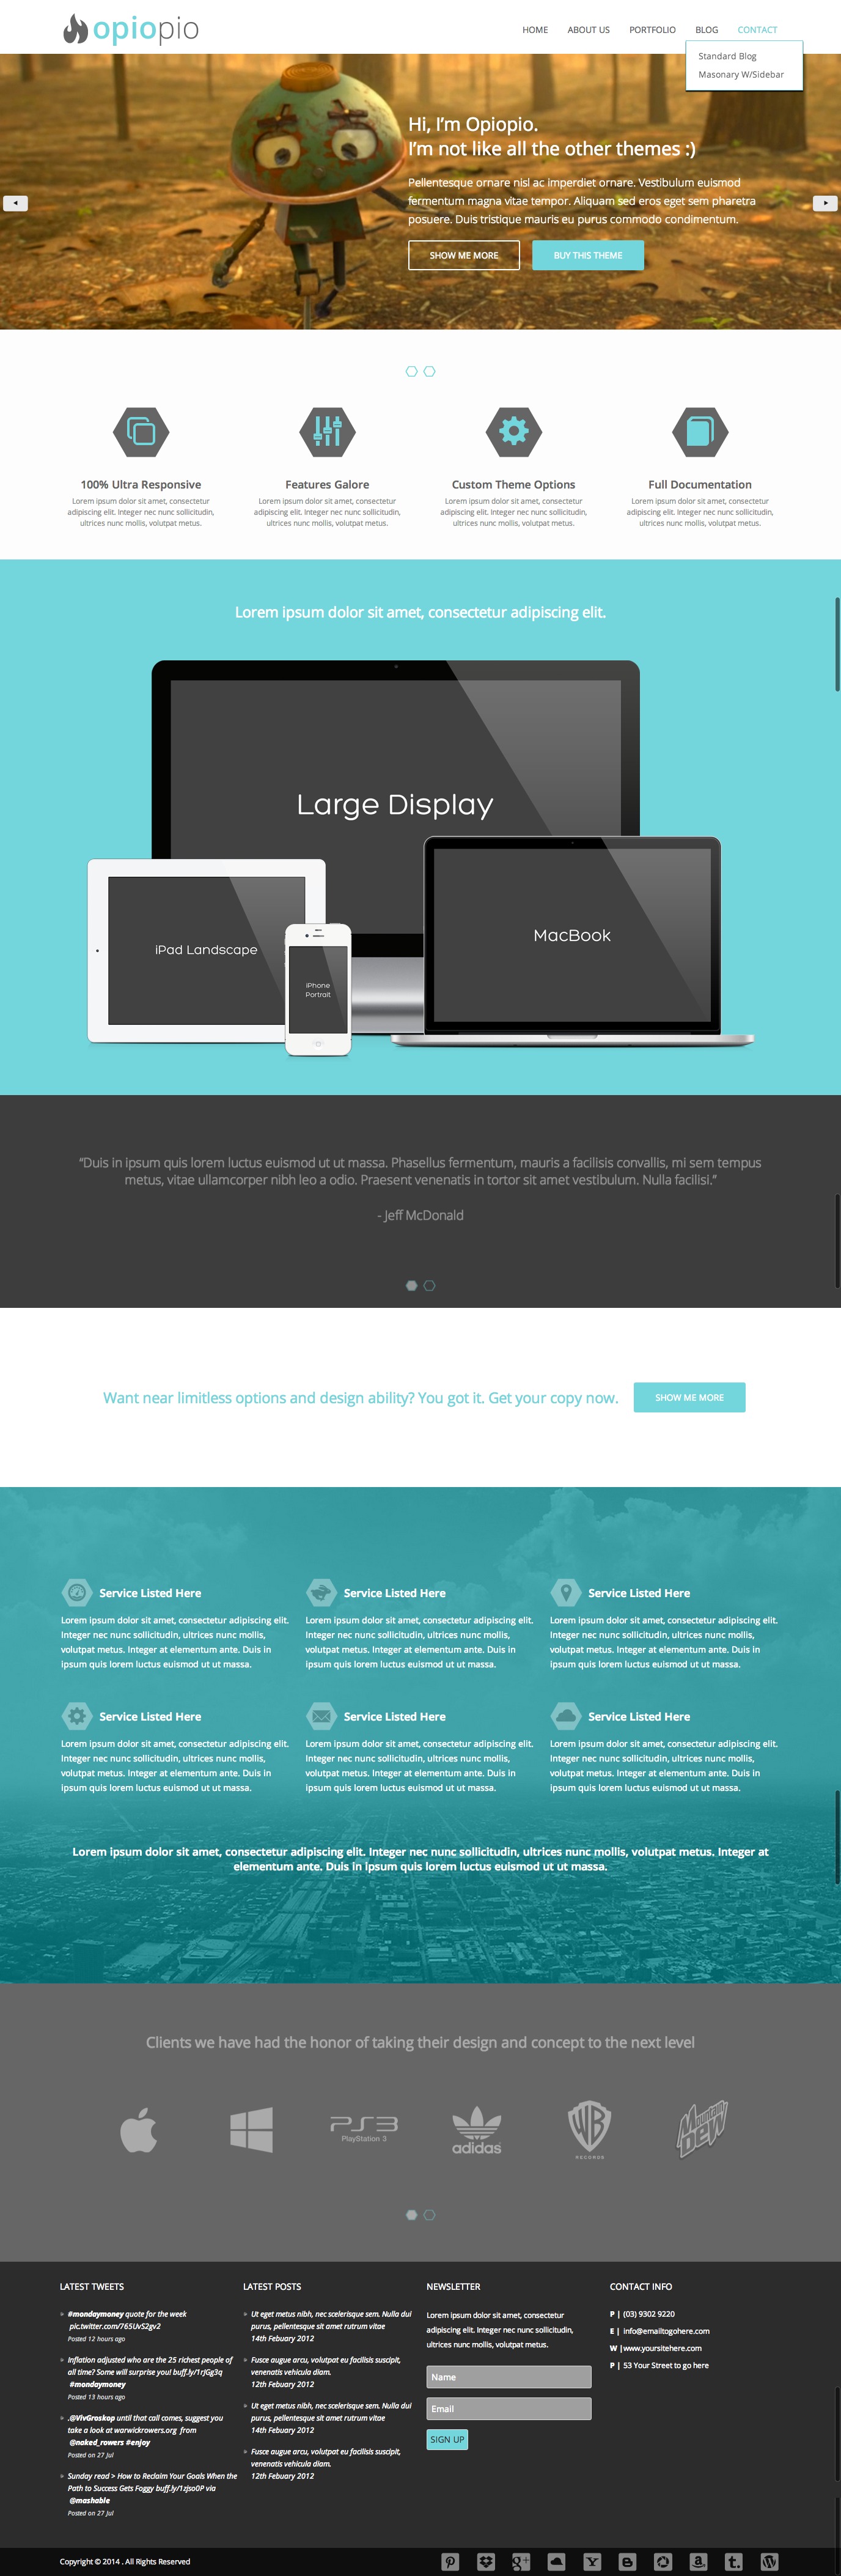 opiopio
HOME ABOUT US PORTFOLIO BLOG CONTACT
Standard Blog
Masonary W/Sidebar
Hi, I'm Opiopio.
I'm not like all the other themes :)
Pellentesque ornare nisl ac imperdiet ornare. Vestibulum euismod
fermentum magna vitae tempor. Aliquam sed eros eget sem pharetra
posuere. Duis tristique mauris eu purus commodo condimentum.
SHOW ME MORE BUY THIS THEME
100% Ultra Responsive
Lorem ipsum dolor sit amet, consectetur
adipiscing elit. Integer nec nunc sollicitudin,
ultrices nunc mollis, volutpat metus.
Features Galore
Lorem ipsum dolor sit amet, consectetur
adipiscing elit. Integer nec nunc sollicitudin,
ultrices nunc mollis, volutpat metus.
Custom Theme Options
Lorem ipsum dolor sit amet, consectetur
adipiscing elit. Integer nec nunc sollicitudin,
ultrices nunc mollis, volutpat metus.
Full Documentation
Lorem ipsum dolor sit amet, consectetur
adipiscing elit. Integer nec nunc sollicitudin,
ultrices nunc mollis, volutpat metus.
Lorem ipsum dolor sit amet, consectetur adipiscing elit.
Large Display
iPad Landscape
iPhone
Portrait
MacBook
“Duis in ipsum quis lorem luctus euismod ut ut massa. Phasellus fermentum, mauris a facilisis convallis, mi sem tempus
metus, vitae ullamcorper nibh leo a odio. Praesent venenatis in tortor sit amet vestibulum. Nulla facilisi.”
- Jeff McDonald
Want near limitless options and design ability? You got it. Get your copy now.
SHOW ME MORE
Service Listed Here
Lorem ipsum dolor sit amet, consectetur adipiscing elit.
Integer nec nunc sollicitudin, ultrices nunc mollis,
volutpat metus. Integer at elementum ante. Duis in
ipsum quis lorem luctus euismod ut ut massa.
Service Listed Here
Lorem ipsum dolor sit amet, consectetur adipiscing elit.
Integer nec nunc sollicitudin, ultrices nunc mollis,
volutpat metus. Integer at elementum ante. Duis in
ipsum quis lorem luctus euismod ut ut massa.
Service Listed Here
Lorem ipsum dolor sit amet, consectetur adipiscing elit.
Integer nec nunc sollicitudin, ultrices nunc mollis,
volutpat metus. Integer at elementum ante. Duis in
ipsum quis lorem luctus euismod ut ut massa.
Service Listed Here
Lorem ipsum dolor sit amet, consectetur adipiscing elit.
Integer nec nunc sollicitudin, ultrices nunc mollis,
volutpat metus. Integer at elementum ante. Duis in
ipsum quis lorem luctus euismod ut ut massa.
Service Listed Here
Lorem ipsum dolor sit amet, consectetur adipiscing elit.
Integer nec nunc sollicitudin, ultrices nunc mollis,
volutpat metus. Integer at elementum ante. Duis in
ipsum quis lorem luctus euismod ut ut massa.
Service Listed Here
Lorem ipsum dolor sit amet, consectetur adipiscing elit.
Integer nec nunc sollicitudin, ultrices nunc mollis,
volutpat metus. Integer at elementum ante. Duis in
ipsum quis lorem luctus euismod ut ut massa.
Lorem ipsum dolor sit amet, consectetur adipiscing elit. Integer nec nunc sollicitudin, ultrices nunc mollis, volutpat metus. Integer at
elementum ante. Duis in ipsum quis lorem luctus euismod ut ut massa.
Clients we have had the honor of taking their design and concept to the next level
PS3
PlayStation 3
adidas
WB
RECORDS
Mountain
DEW
LATEST TWEETS
#mondaymoney quote for the week
pic.twitter.com/765UvS2gv2
Posted 12 hours ago
Inflation adjusted who are the 25 richest people of
all time? Some will surprise you! buff.ly/1rJGg3q
#mondaymoney
Posted 13 hours ago
.@VivGroskop until that call comes, suggest you
take a look at warwickrowers.org from
@naked_rowers #enjoy
Posted on 27 Jul
Sunday read > How to Reclaim Your Goals When the
Path to Success Gets Foggy buff.ly/1zjso0P via
@mashable
Posted on 27 Jul
LATEST POSTS
Ut eget metus nibh, nec scelerisque sem. Nulla dui
purus, pellentesque sit amet rutrum vitae
14th Febuary 2012
Fusce augue arcu, volutpat eu facilisis suscipit,
venenatis vehicula diam.
12th Febuary 2012
Ut eget metus nibh, nec scelerisque sem. Nulla dui
purus, pellentesque sit amet rutrum vitae
14th Febuary 2012
Fusce augue arcu, volutpat eu facilisis suscipit,
venenatis vehicula diam.
12th Febuary 2012
NEWSLETTER
Lorem ipsum dolor sit amet, consectetur
adipiscing elit. Integer nec nunc sollicitudin,
ultrices nunc mollis, volutpat metus.
Name
Email
SIGN UP
CONTACT INFO
P | (03) 9302 9220
E | info@emailtogohere.com
W |www.yoursitehere.com
P | 53 Your Street to go here
Copyright © 2014 . All Rights Reserved